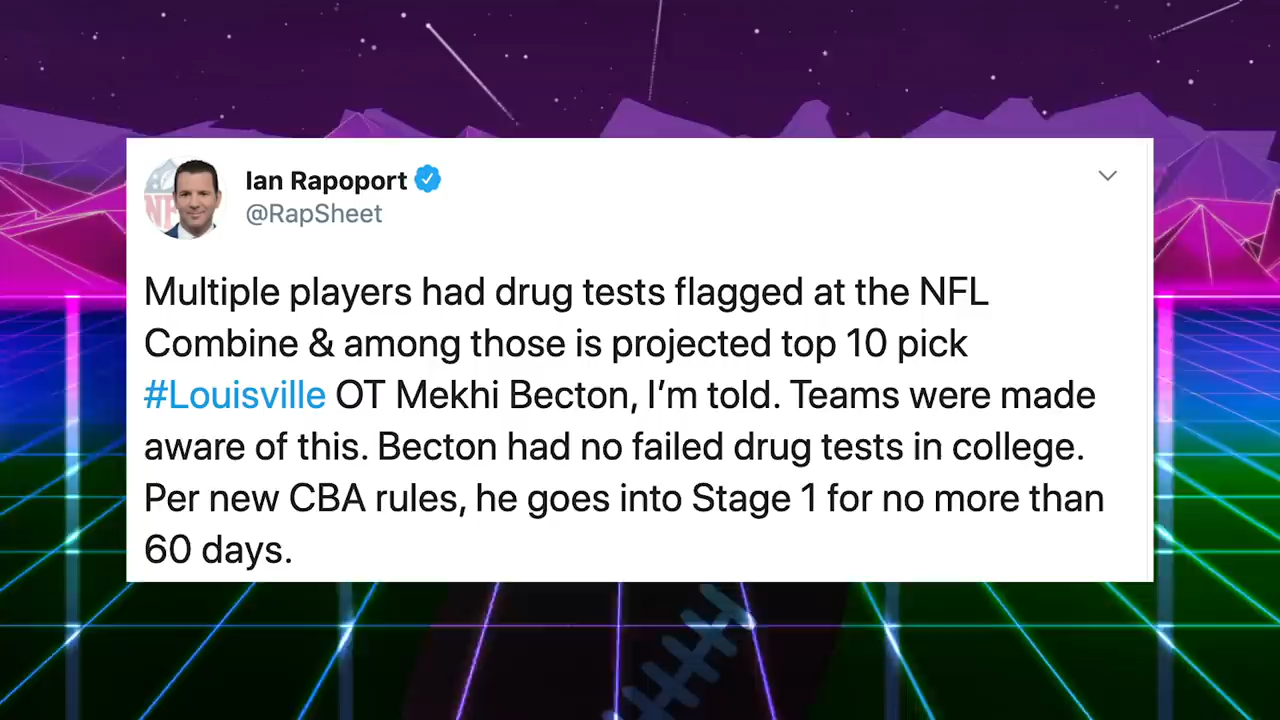 Ian Rapoport
@RapSheet
Multiple players had drug tests flagged at the NFL
Combine & among those is projected top 10 pick
#Louisville OT Mekhi Becton, I’m told. Teams were made
aware of this. Becton had no failed drug tests in college.
Per new CBA rules, he goes into Stage 1 for no more than
60 days.